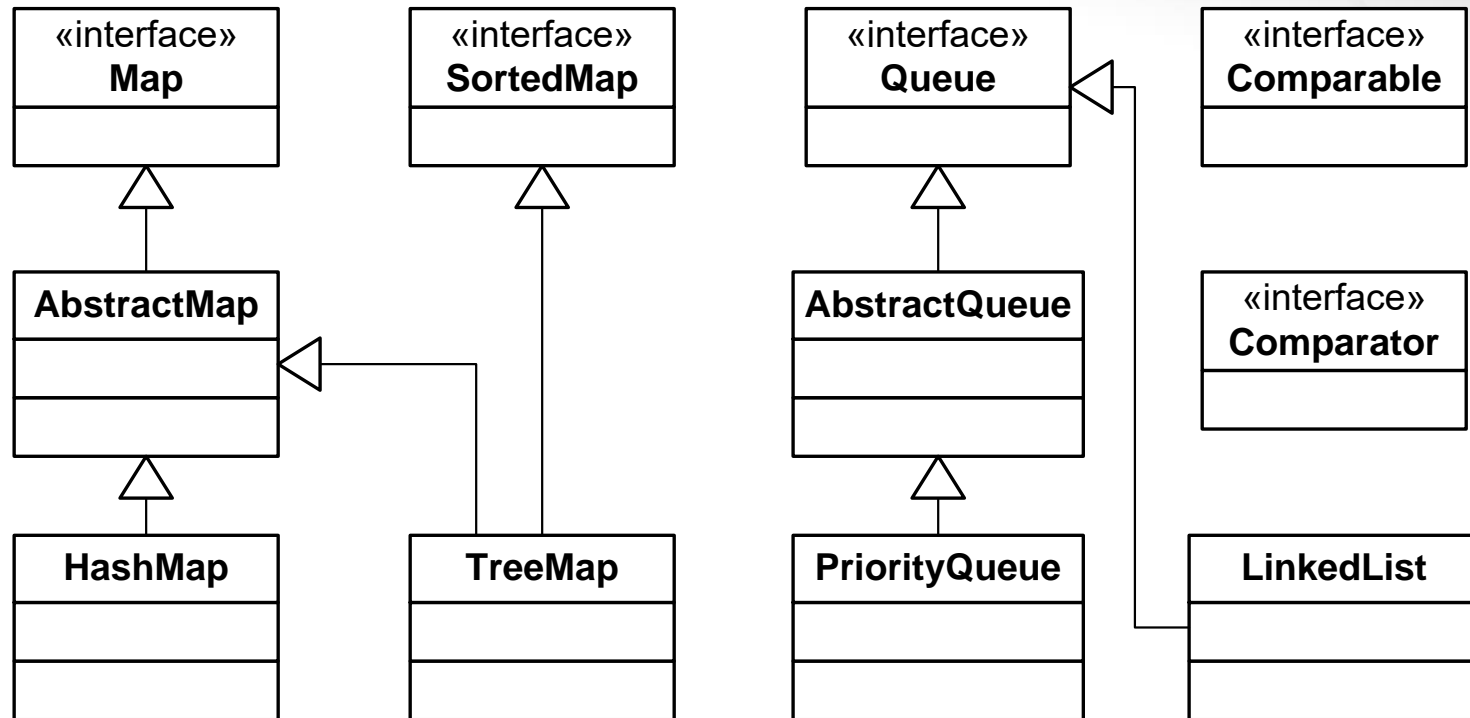 «interface»
Map
«interface»
SortedMap
«interface»
Queue
«interface»
Comparable
AbstractMap
AbstractQueue
«interface»
Comparator
HashMap
TreeMap
PriorityQueue
LinkedList